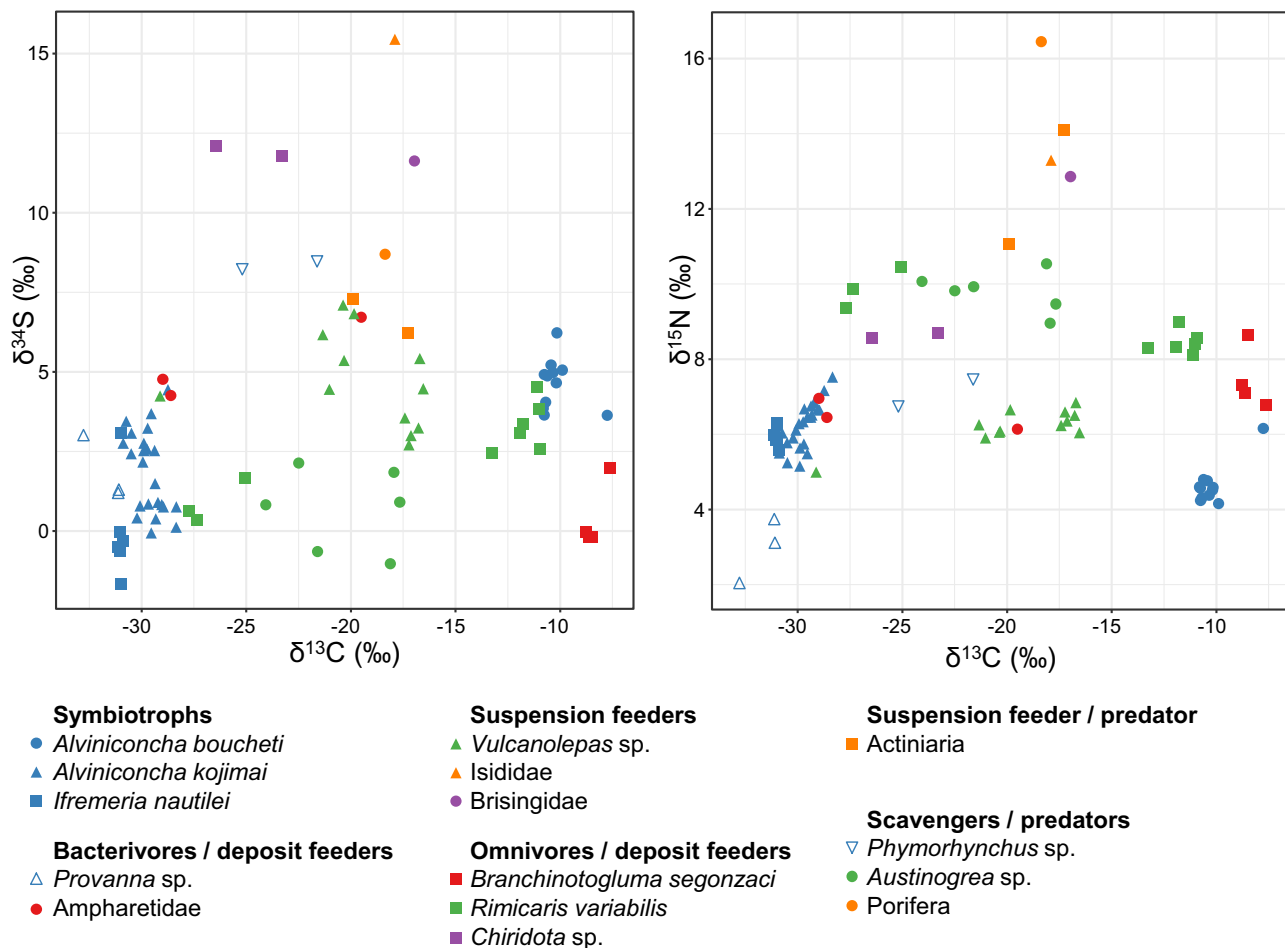 15
10
5
0
δ34S (‰)
-30
-25
-20
-15
-10
δ13C (‰)
16
12
8
4
δ15N (‰)
-30
-25
-20
-15
-10
δ13C (‰)
Symbiotrophs
Alviniconcha boucheti
Alviniconcha kojimai
Ifremeria nautilei
Bacterivores / deposit feeders
Provanna sp.
Ampharetidae
Suspension feeders
Vulcanolepas sp.
Isididae
Brisingidae
Omnivores / deposit feeders
Branchinotogluma segonzaci
Rimicaris variabilis
Chiridota sp.
Suspension feeder / predator
Actiniaria
Scavengers / predators
Phymorhynchus sp.
Austinogrea sp.
Porifera